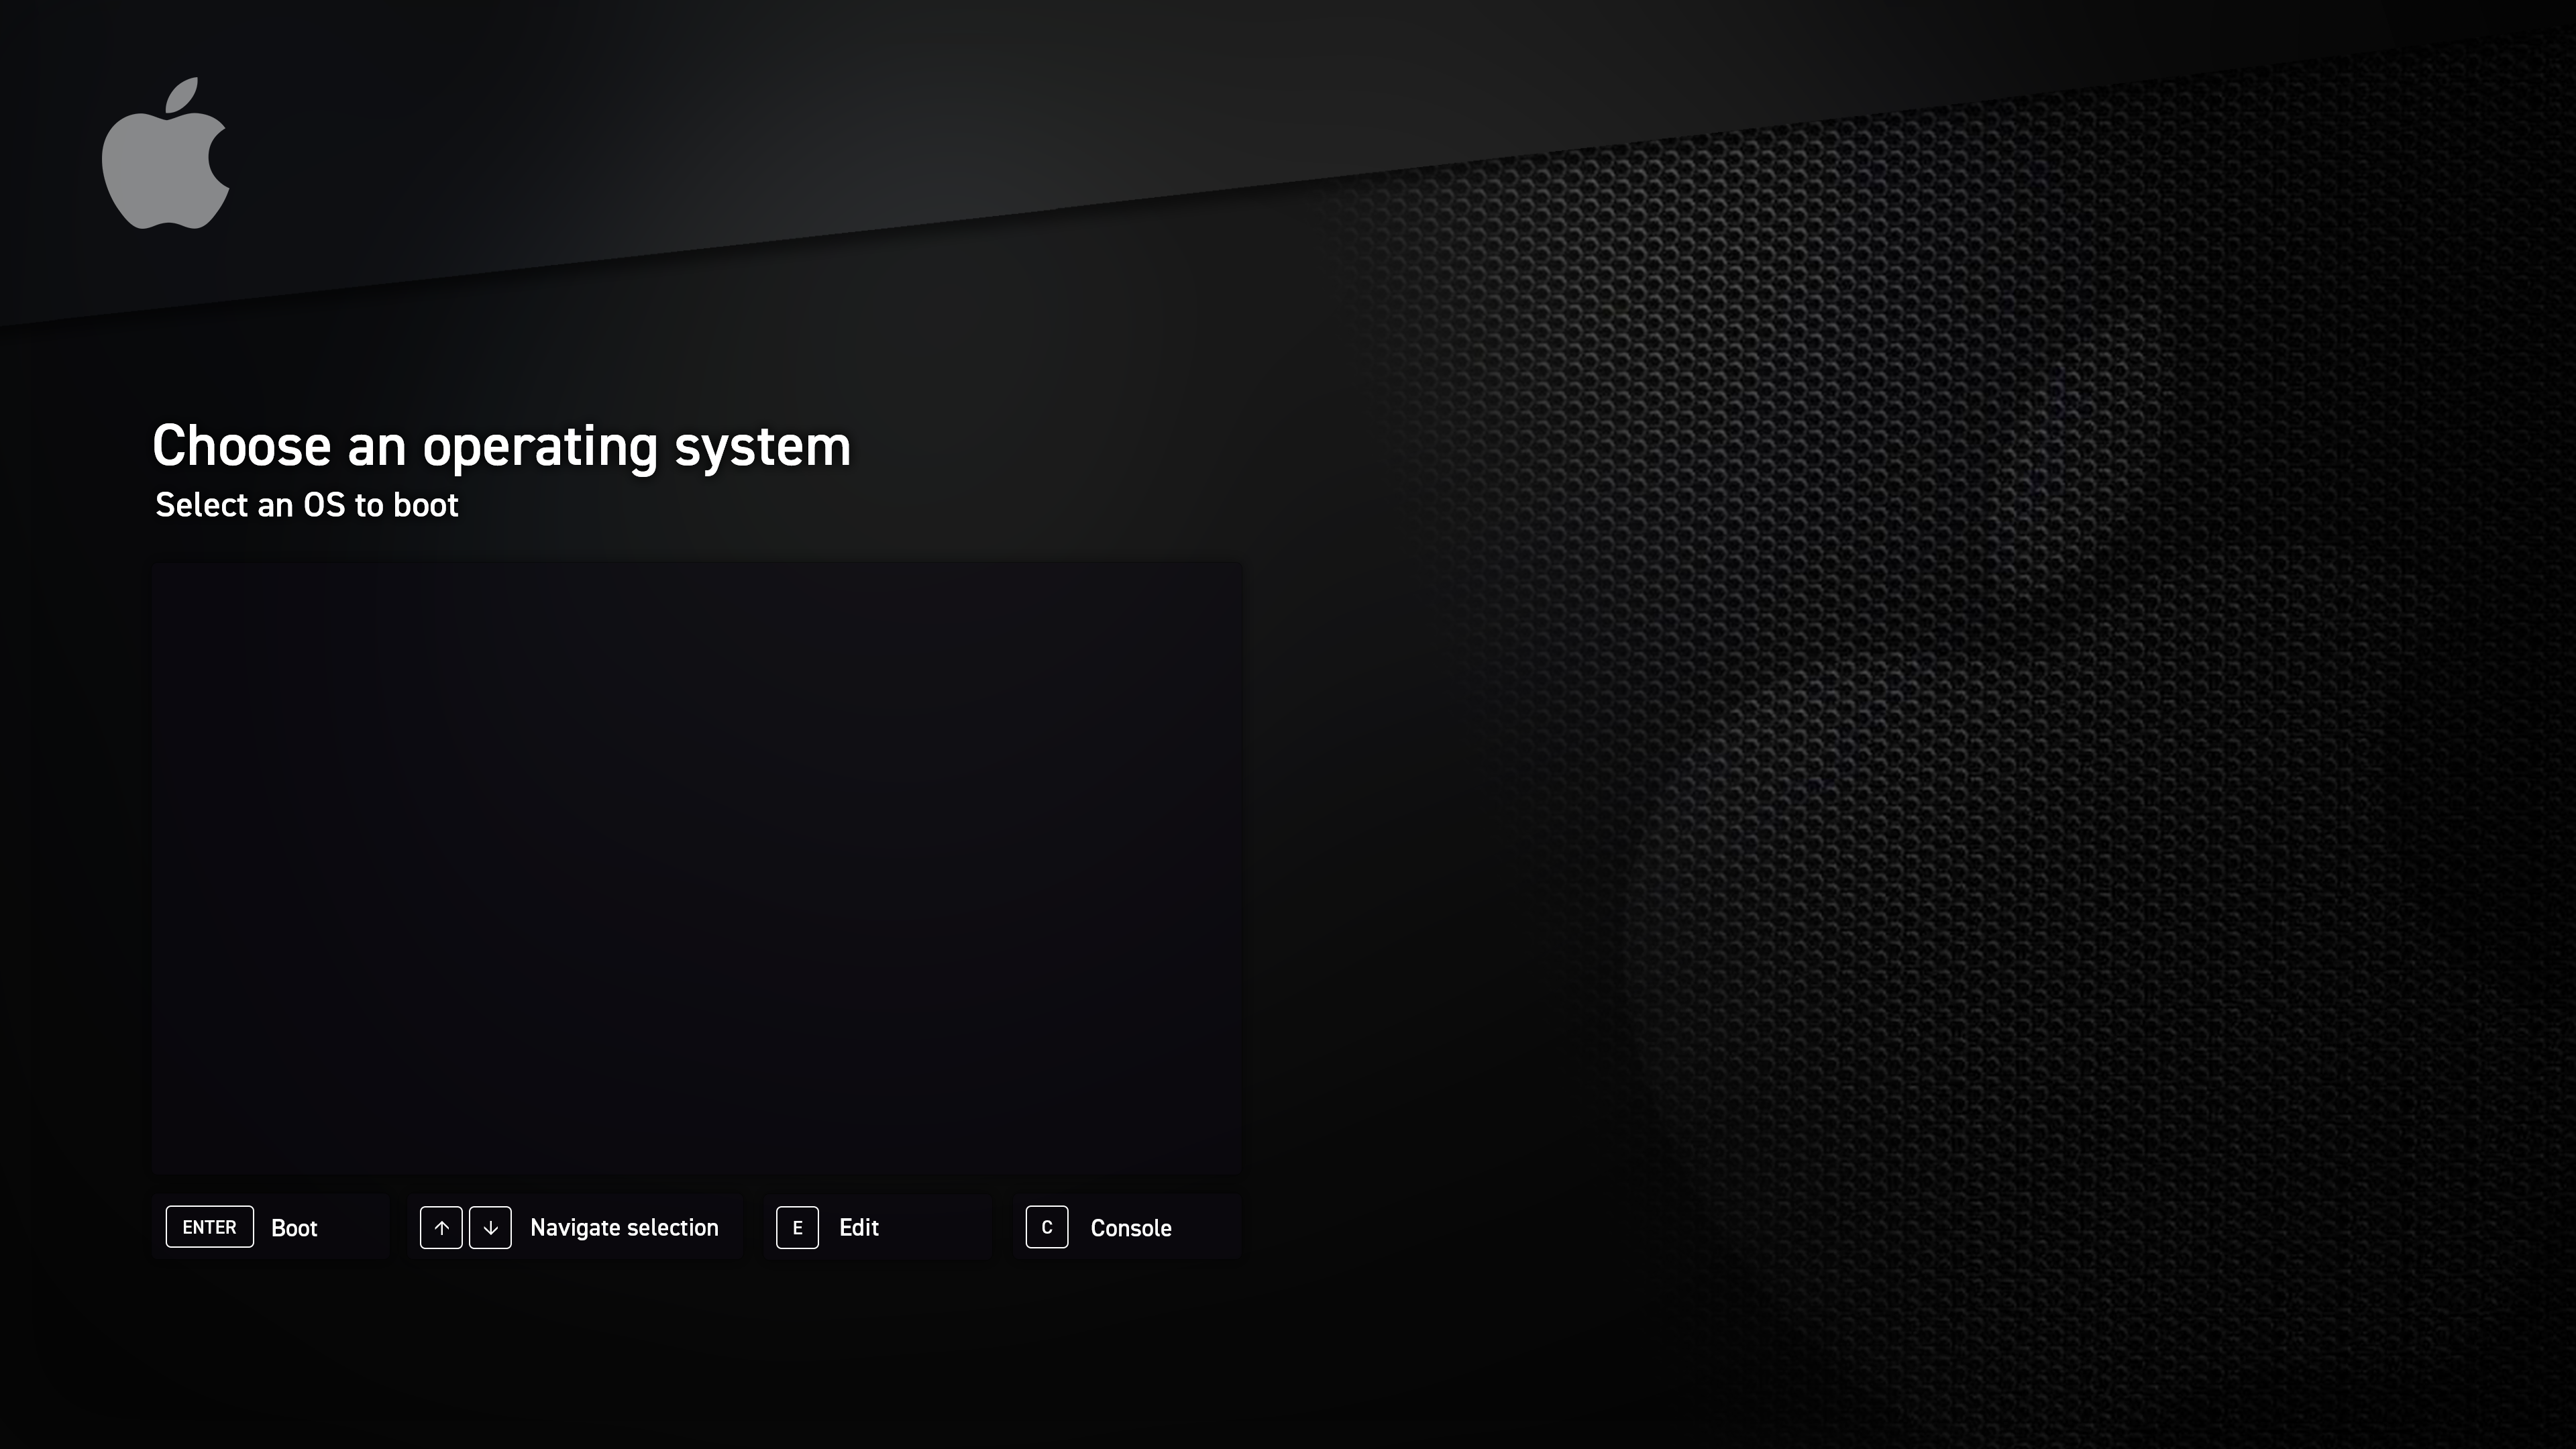 Choose an operating system
Select an OS to boot
ENTER Boot ↑ ↓ Navigate selection E Edit C Console